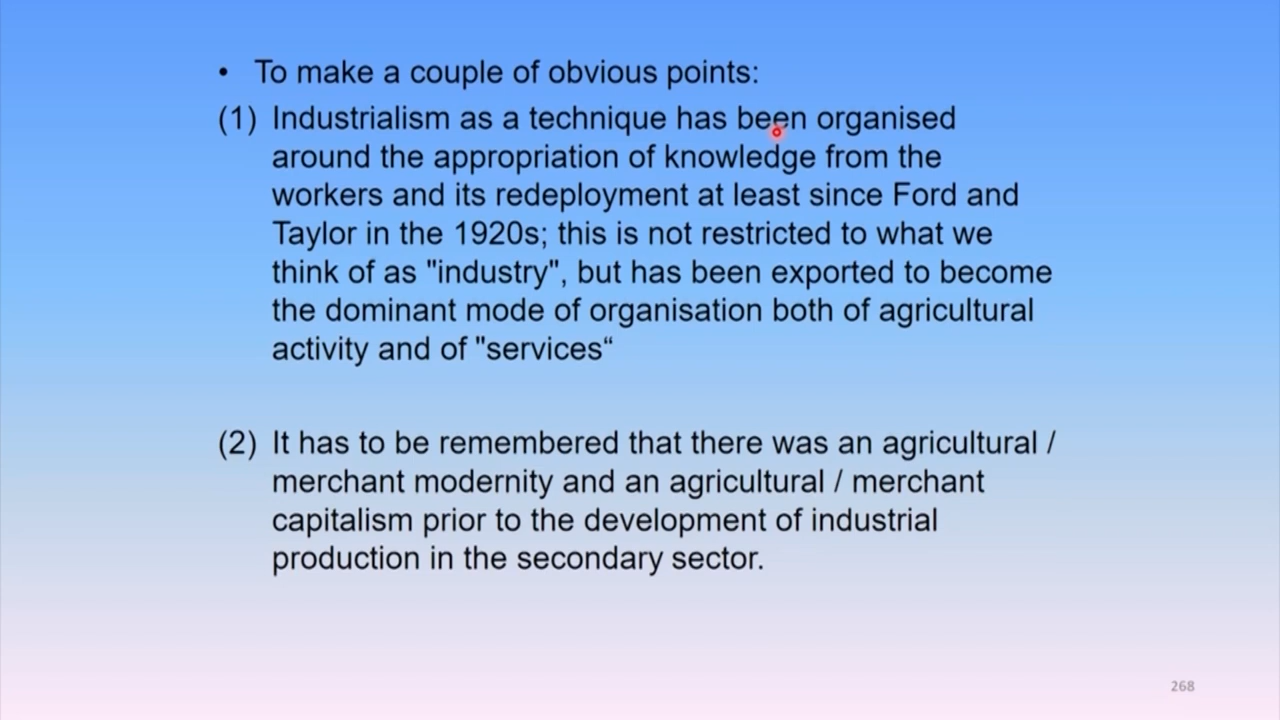 • To make a couple of obvious points:
(1) Industrialism as a technique has been organised
around the appropriation of knowledge from the
workers and its redeployment at least since Ford and
Taylor in the 1920s; this is not restricted to what we
think of as "industry", but has been exported to become
the dominant mode of organisation both of agricultural
activity and of "services“
(2) It has to be remembered that there was an agricultural /
merchant modernity and an agricultural / merchant
capitalism prior to the development of industrial
production in the secondary sector.
268